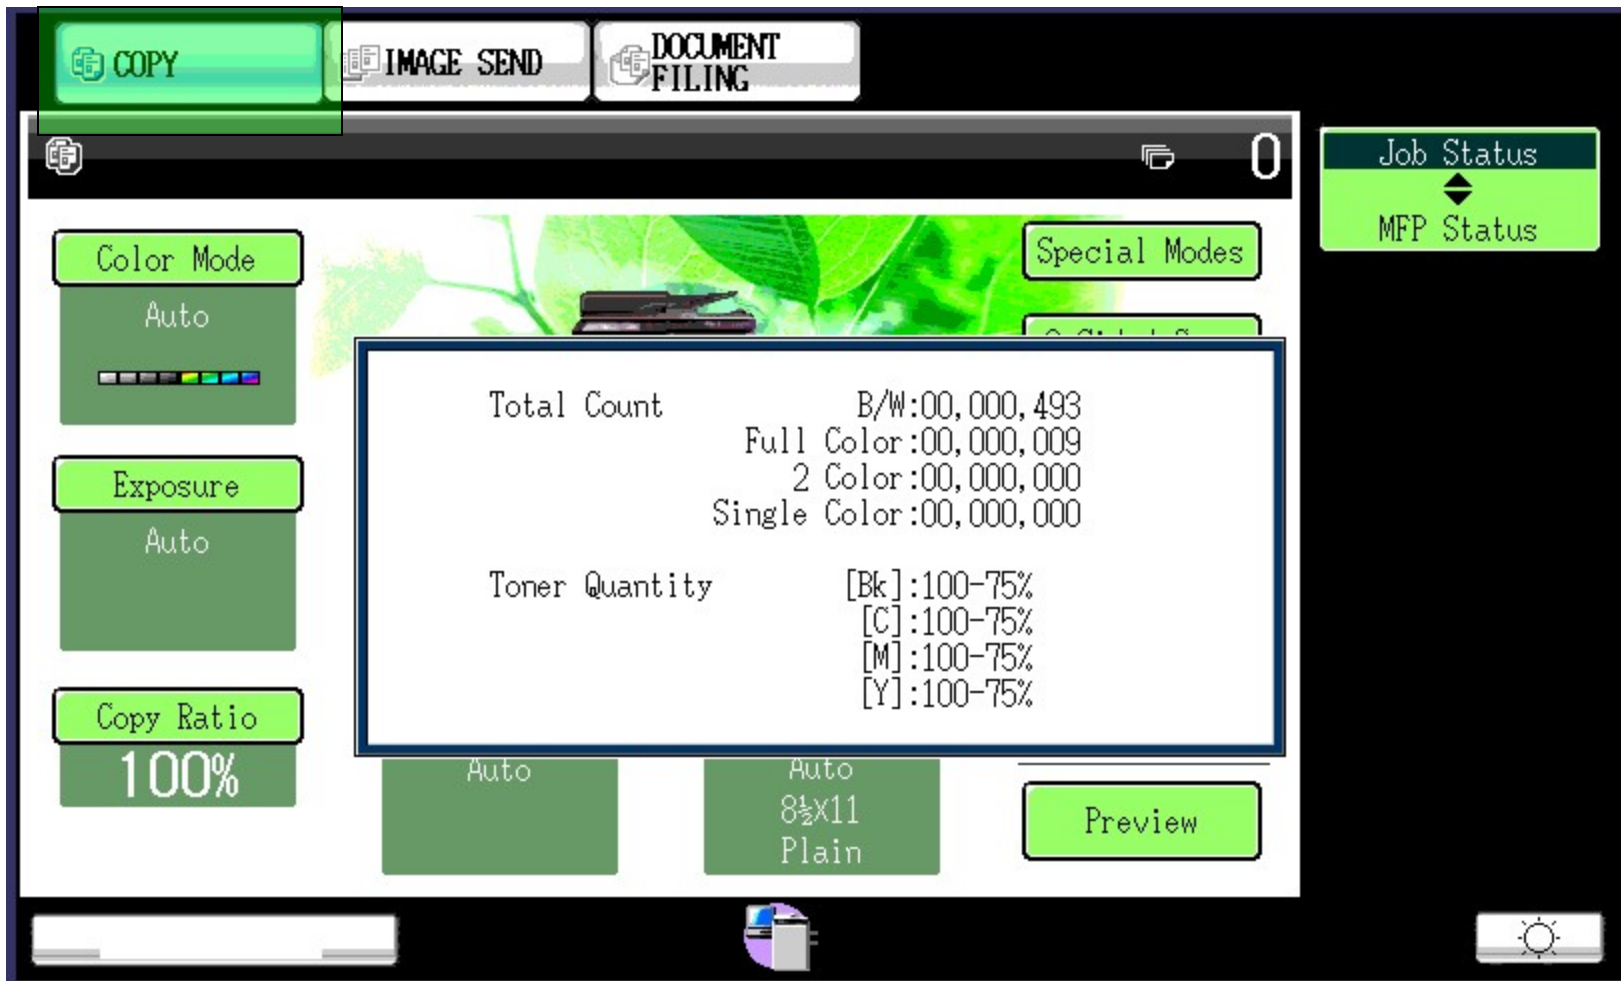 COPY
IMAGE SEND
DOCUMENT
FILING
0
Job Status
MFP Status
Color Mode
Auto
Special Modes
Total Count B/W:00,000,493
Full Color:00,000,009
2 Color:00,000,000
Single Color:00,000,000
Exposure
Auto
Toner Quantity [Bk]:100-75%
[C]:100-75%
[M]:100-75%
[Y]:100-75%
Copy Ratio
100%
Auto
Auto
8½X11
Plain
Preview